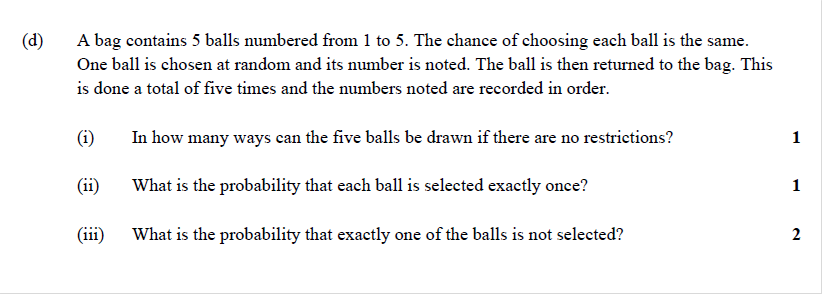 (d) A bag contains 5 balls numbered from 1 to 5. The chance of choosing each ball is the same.
One ball is chosen at random and its number is noted. The ball is then returned to the bag. This
is done a total of five times and the numbers noted are recorded in order.
(i) In how many ways can the five balls be drawn if there are no restrictions? 1
(ii) What is the probability that each ball is selected exactly once? 1
(iii) What is the probability that exactly one of the balls is not selected? 2